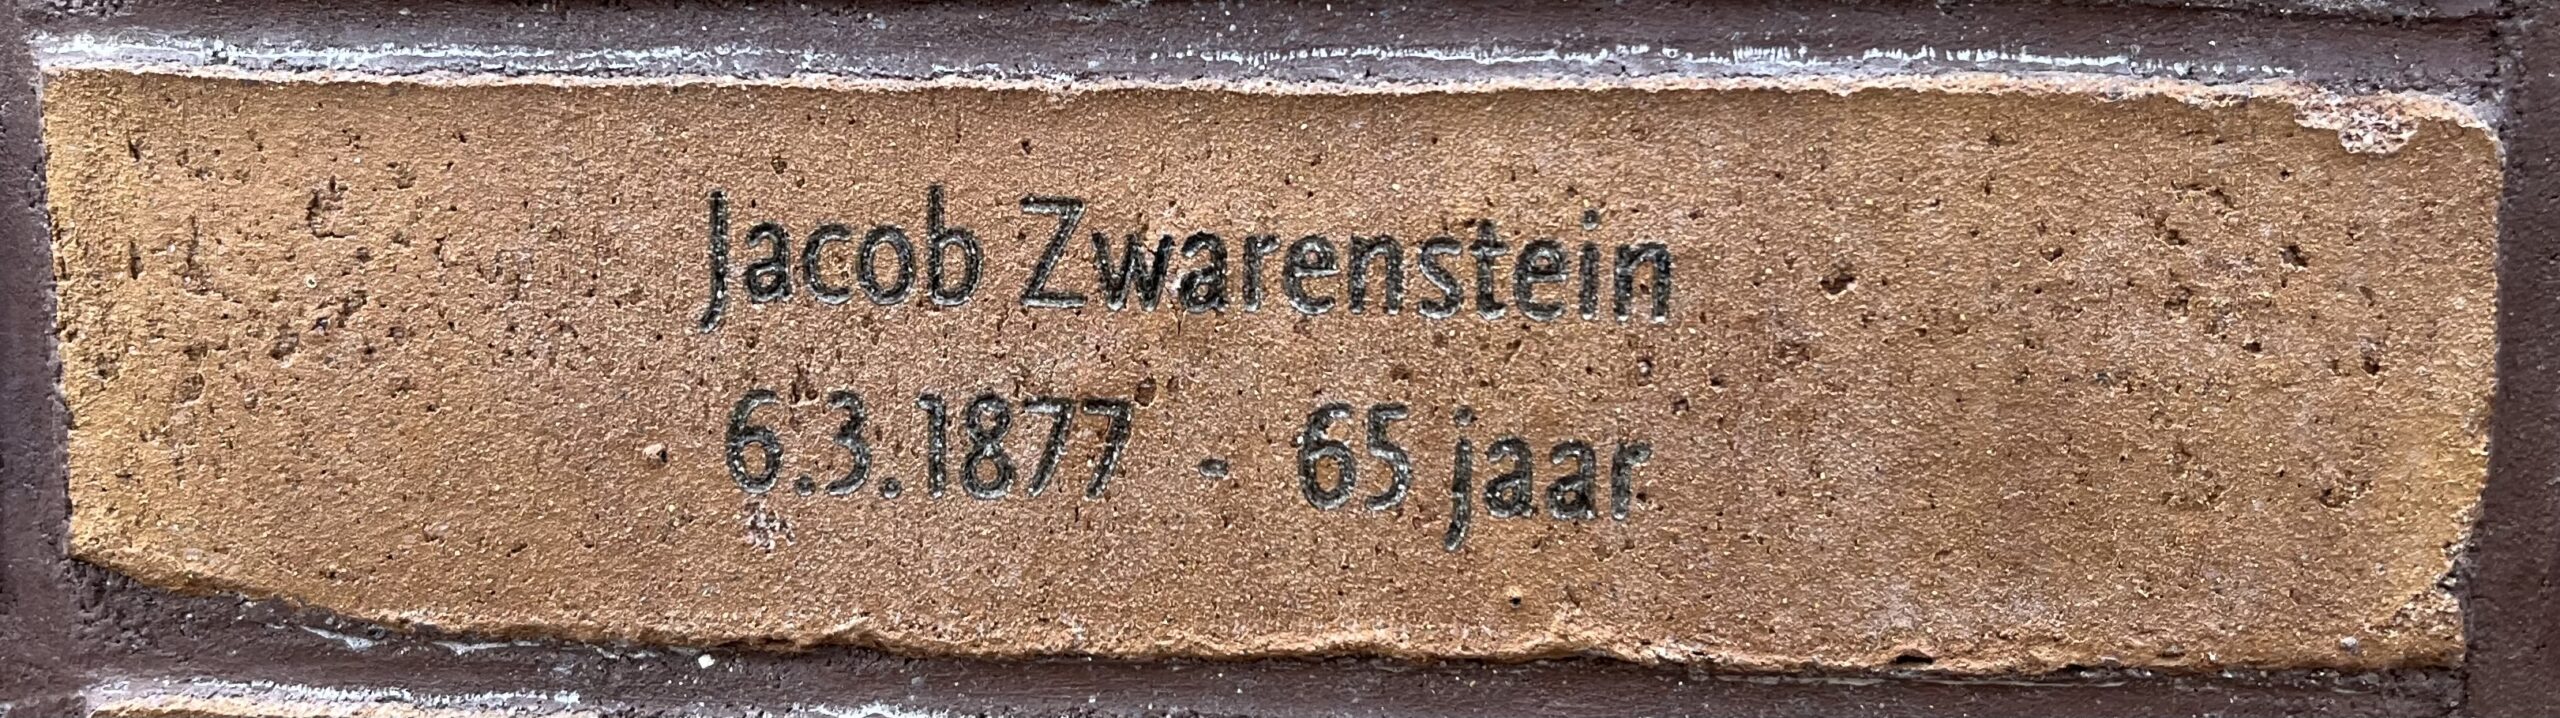 Jacob Zwarenstein
6.3.1877 - 65 jaar